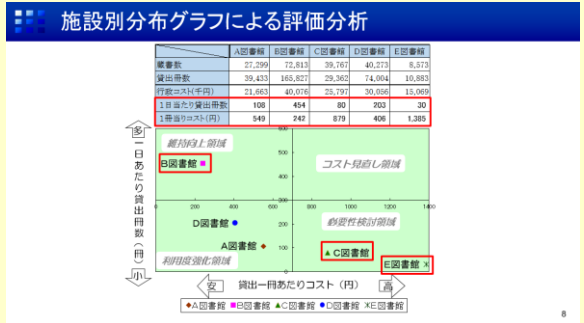 施設別分布グラフによる評価分析
A図書館 B図書館 C図書館 D図書館 E図書館
蔵書数 27,299 72,813 39,767 40,273 8,573
貸出冊数 39,433 165,827 29,362 74,004 10,883
行政コスト(千円) 21,663 40,076 25,797 30,056 15,069
1日当たり貸出冊数 108 454 80 203 30
1冊当りコスト(円) 549 242 879 406 1,385
多
一日あたり貸出冊数(冊)
小
600
維持向上領域
500
B図書館
コスト見直し領域
400
0 200 400 600 300 800 1000 1200 1400
D図書館
200
必要性検討領域
A図書館
100
C図書館
利用度強化領域
E図書館
0
安 貸出一冊あたりコスト(円) 高
A図書館 B図書館 C図書館 D図書館 E図書館
8